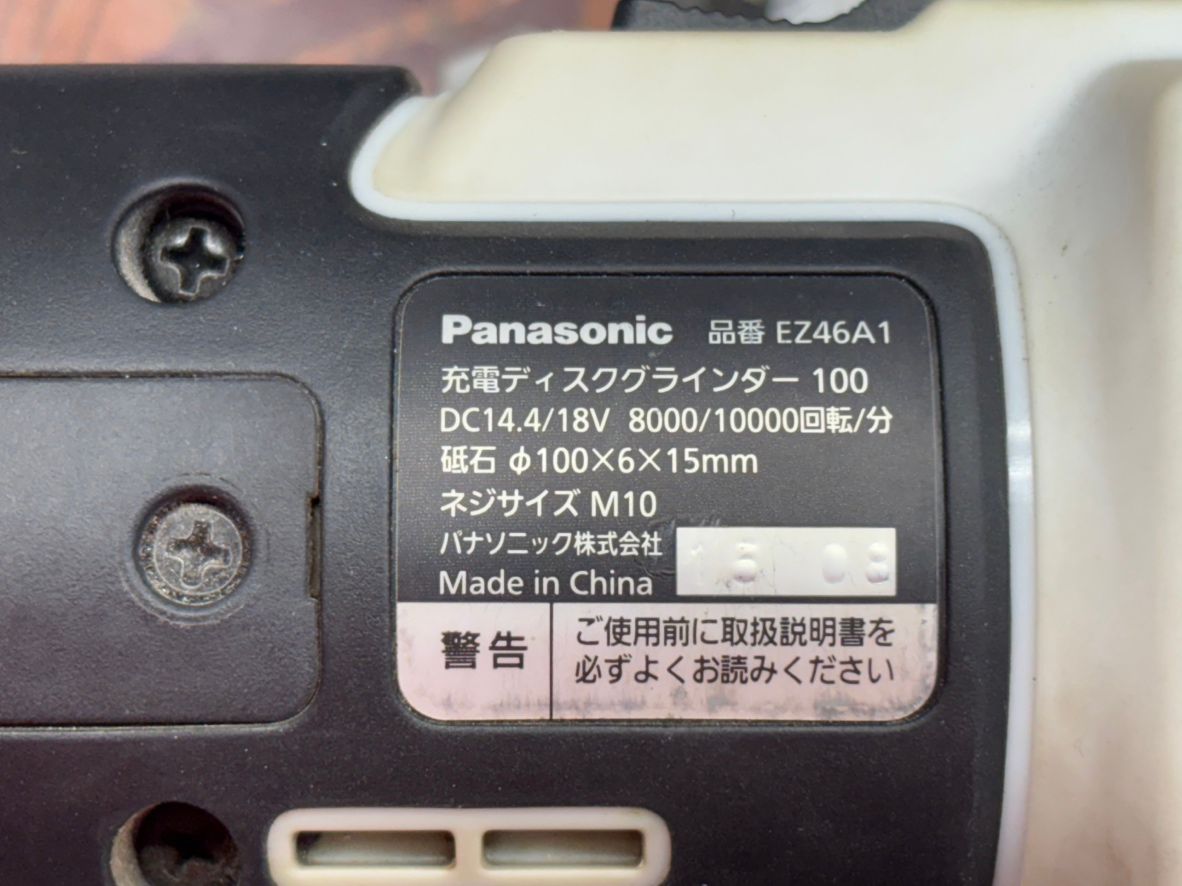 Panasonic 品番 EZ46A1
充電ディスクグラインダー 100
DC14.4/18V 8000/10000回転/分
砥石 φ100×6×15mm
ネジサイズ M10
パナソニック株式会社
Made in China
15 08
警告
ご使用前に取扱説明書を
必ずよくお読みください